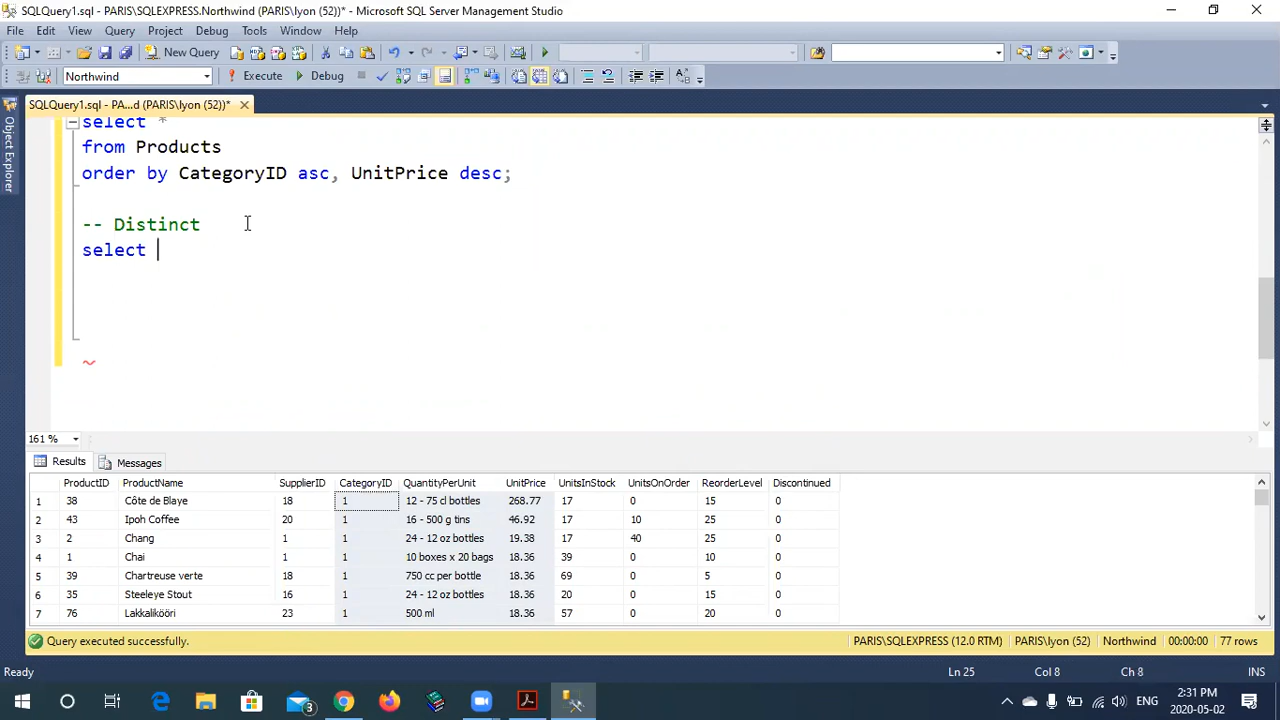 SQLQuery1.sql - PARIS\SQLEXPRESS.Northwind (PARIS\lyon (52))* - Microsoft SQL Server Management Studio
File Edit View Query Project Debug Tools Window Help
New Query
Northwind Execute Debug
SQLQuery1.sql - PA...d (PARIS\lyon (52))*
Object Explorer
select *
from Products
order by CategoryID asc, UnitPrice desc;
-- Distinct
select
~
161 %
Results Messages
ProductID ProductName SupplierID CategoryID QuantityPerUnit UnitPrice UnitsInStock UnitsOnOrder ReorderLevel Discontinued
1 38 Côte de Blaye 18 1 12 - 75 cl bottles 268.77 17 0 15 0
2 43 Ipoh Coffee 20 1 16 - 500 g tins 46.92 17 10 25 0
3 2 Chang 1 1 24 - 12 oz bottles 19.38 17 40 25 0
4 1 Chai 1 1 10 boxes x 20 bags 18.36 39 0 10 0
5 39 Chartreuse verte 18 1 750 cc per bottle 18.36 69 0 5 0
6 35 Steeleye Stout 16 1 24 - 12 oz bottles 18.36 20 0 15 0
7 76 Lakkalikööri 23 1 500 ml 18.36 57 0 20 0
Query executed successfully. PARIS\SQLEXPRESS (12.0 RTM) PARIS\lyon (52) Northwind 00:00:00 77 rows
Ready Ln 25 Col 8 Ch 8 INS
3 ENG 2:31 PM
2020-05-02